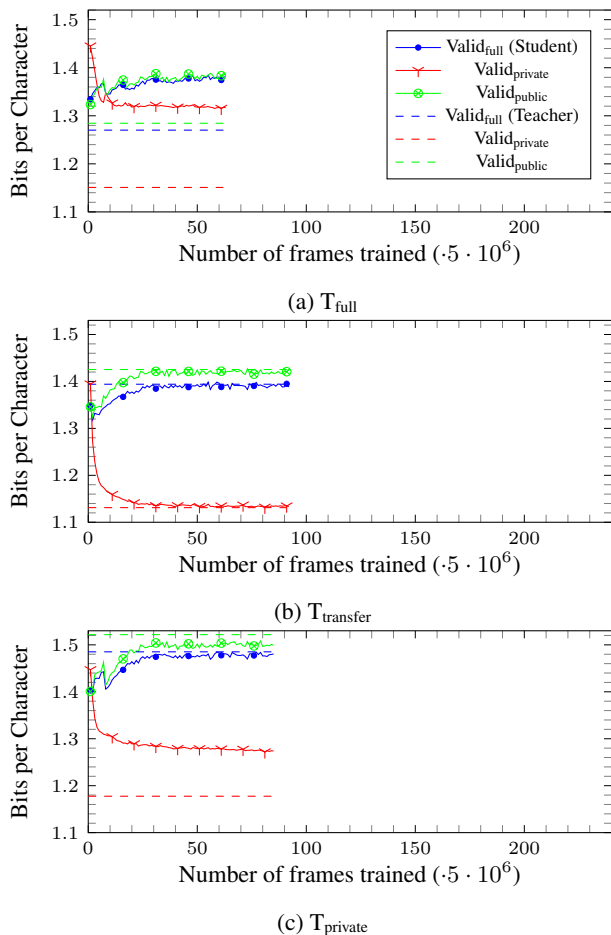 1.5
1.4
1.3
1.2
1.1
Bits per Character
Valid_full (Student)
Valid_private
Valid_public
Valid_full (Teacher)
Valid_private
Valid_public
0 50 100 150 200
Number of frames trained (·5 · 10^6)
(a) T_full
1.5
1.4
1.3
1.2
1.1
Bits per Character
0 50 100 150 200
Number of frames trained (·5 · 10^6)
(b) T_transfer
1.5
1.4
1.3
1.2
1.1
Bits per Character
0 50 100 150 200
Number of frames trained (·5 · 10^6)
(c) T_private